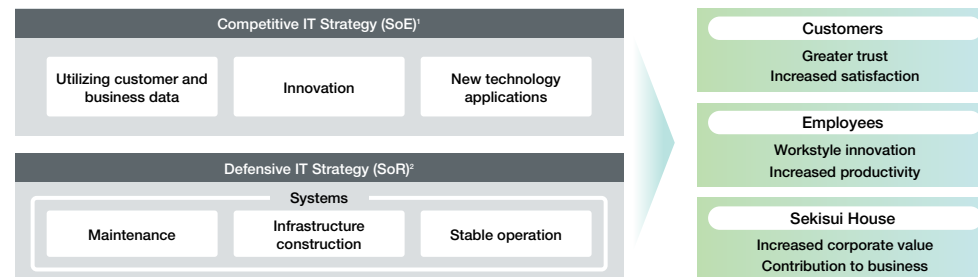 Competitive IT Strategy (SoE)¹
Utilizing customer and
business data
Innovation
New technology
applications
Defensive IT Strategy (SoR)²
Systems
Maintenance
Infrastructure
construction
Stable operation
Customers
Greater trust
Increased satisfaction
Employees
Workstyle innovation
Increased productivity
Sekisui House
Increased corporate value
Contribution to business